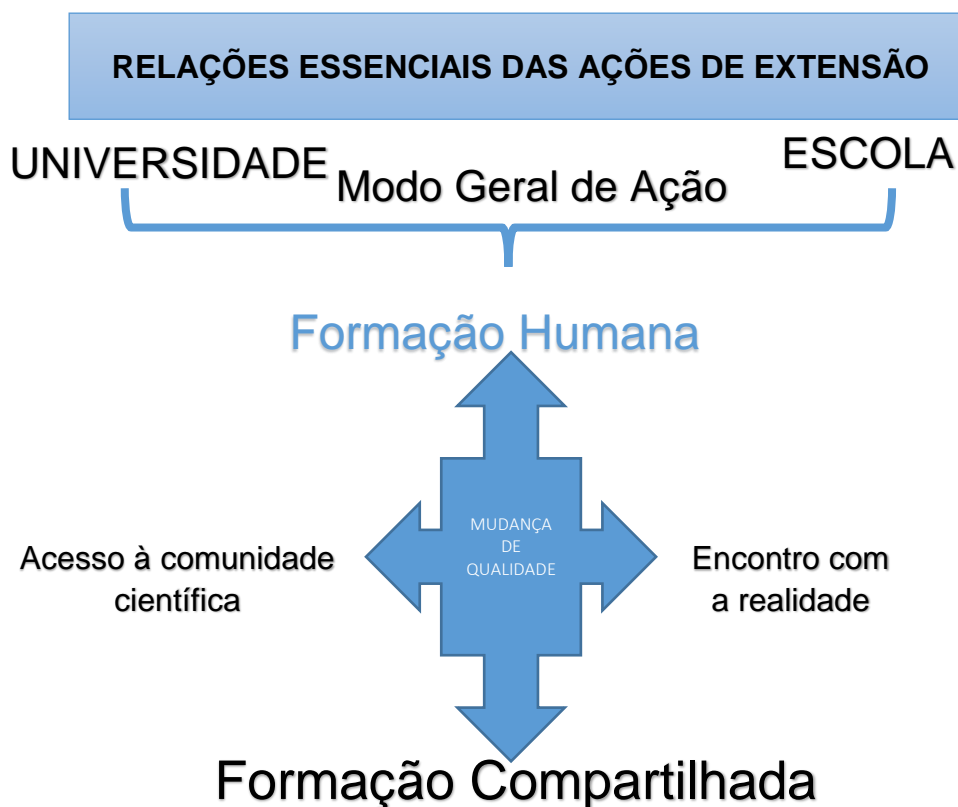 RELAÇÕES ESSENCIAIS DAS AÇÕES DE EXTENSÃO
UNIVERSIDADE
Modo Geral de Ação
ESCOLA
Formação Humana
MUDANÇA
DE
QUALIDADE
Acesso à comunidade
científica
Encontro com
a realidade
Formação Compartilhada